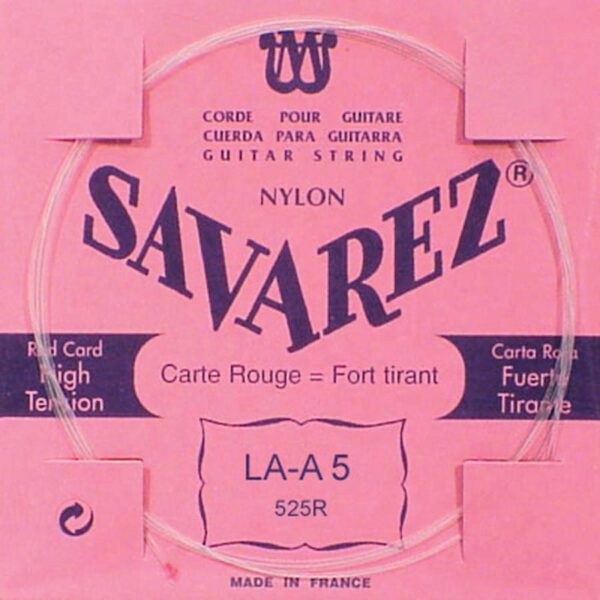 CORDE POUR GUITARE
CUERDA PARA GUITARRA
GUITAR STRING
NYLON
SAVAREZ®
Red Card
High
Tension
Carte Rouge = Fort tirant
Carta Roja
Fuerte
Tirante
LA-A 5
525R
MADE IN FRANCE